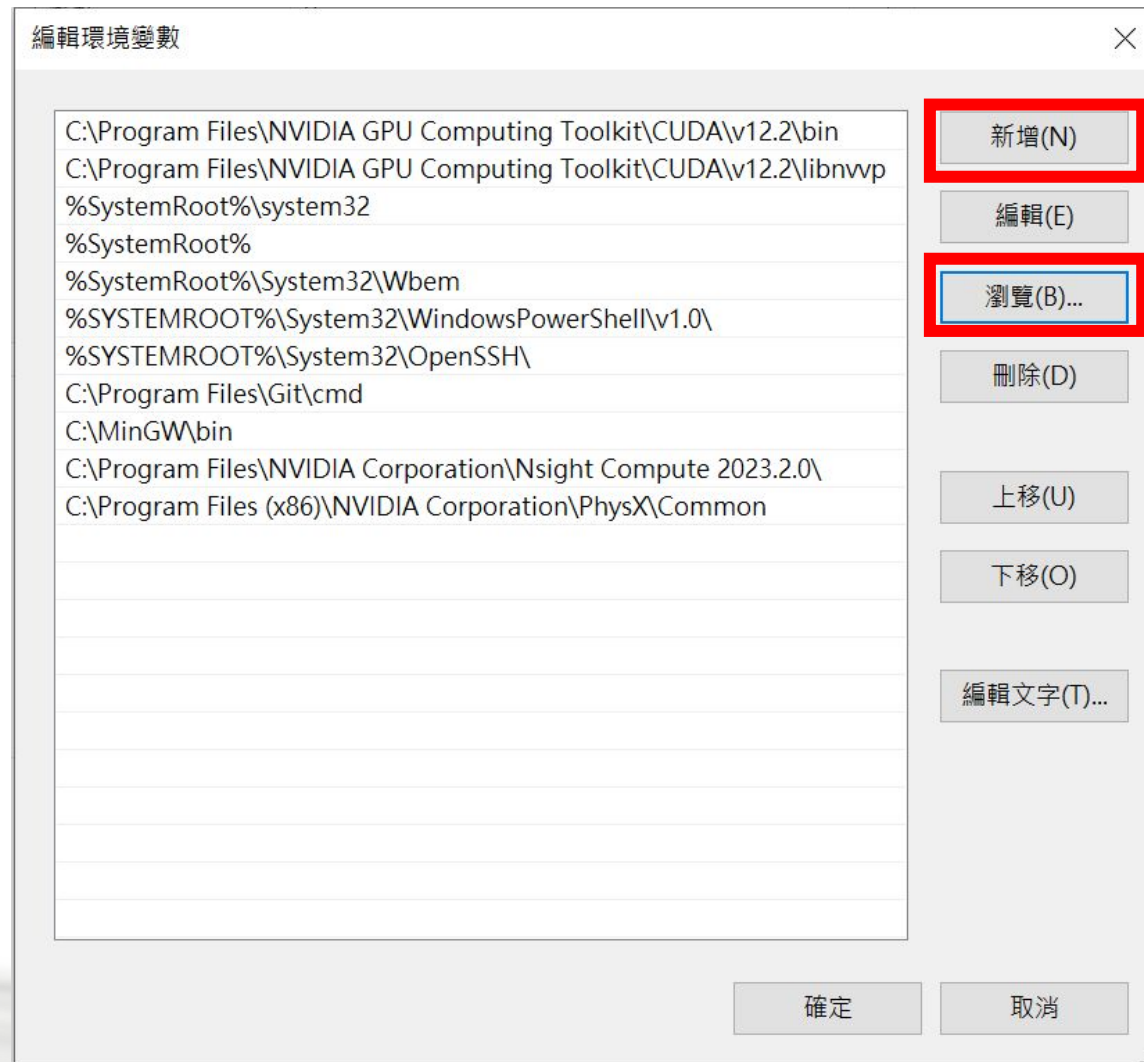 編輯環境變數
C:\Program Files\NVIDIA GPU Computing Toolkit\CUDA\v12.2\bin
C:\Program Files\NVIDIA GPU Computing Toolkit\CUDA\v12.2\libnvvp
%SystemRoot%\system32
%SystemRoot%
%SystemRoot%\System32\Wbem
%SYSTEMROOT%\System32\WindowsPowerShell\v1.0\
%SYSTEMROOT%\System32\OpenSSH\
C:\Program Files\Git\cmd
C:\MinGW\bin
C:\Program Files\NVIDIA Corporation\Nsight Compute 2023.2.0\
C:\Program Files (x86)\NVIDIA Corporation\PhysX\Common
新增(N)
編輯(E)
瀏覽(B)...
刪除(D)
上移(U)
下移(O)
編輯文字(T)...
確定
取消